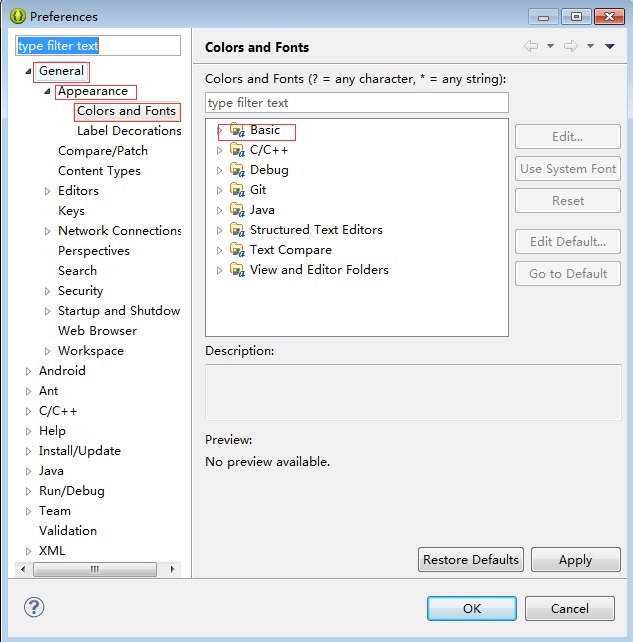 Preferences
type filter text
General
Appearance
Colors and Fonts
Label Decorations
Compare/Patch
Content Types
Editors
Keys
Network Connections
Perspectives
Search
Security
Startup and Shutdow
Web Browser
Workspace
Android
Ant
C/C++
Help
Install/Update
Java
Run/Debug
Team
Validation
XML
Colors and Fonts
Colors and Fonts (? = any character, * = any string):
type filter text
Basic
C/C++
Debug
Git
Java
Structured Text Editors
Text Compare
View and Editor Folders
Edit...
Use System Font
Reset
Edit Default...
Go to Default
Description:
Preview:
No preview available.
Restore Defaults
Apply
?
OK
Cancel